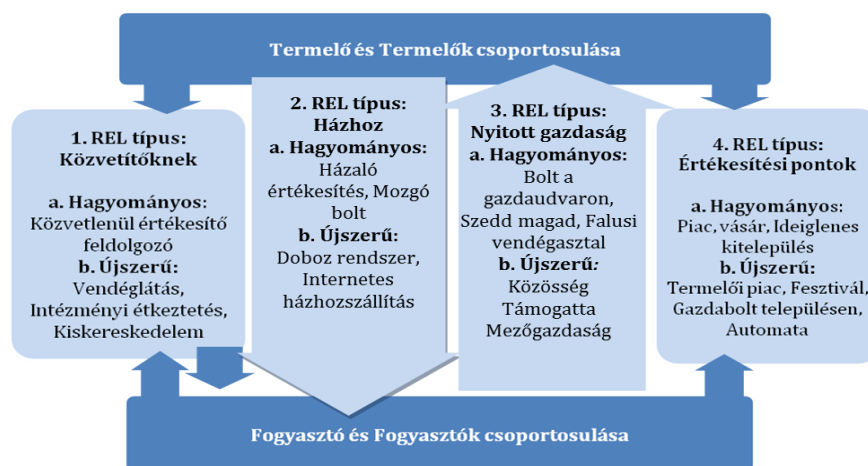 Termelő és Termelők csoportosulása
1. REL típus:
Közvetítőknek
a. Hagyományos:
Közvetlenül értékesítő
feldolgozó
b. Újszerű:
Vendéglátás,
Intézményi étkeztetés,
Kiskereskedelem
2. REL típus:
Házhoz
a. Hagyományos:
Házaló
értékesítés, Mozgó
bolt
b. Újszerű:
Doboz rendszer,
Internetes
házhozszállítás
3. REL típus:
Nyitott gazdaság
a. Hagyományos:
Bolt a
gazdaudvaron,
Szedd magad, Falusi
vendégasztal
b. Újszerű:
Közösség
Támogatta
Mezőgazdaság
4. REL típus:
Értékesítési pontok
a. Hagyományos:
Piac, vásár, Ideiglenes
kitelepülés
b. Újszerű:
Termelői piac, Fesztivál,
Gazdabolt településen,
Automata
Fogyasztó és Fogyasztók csoportosulása